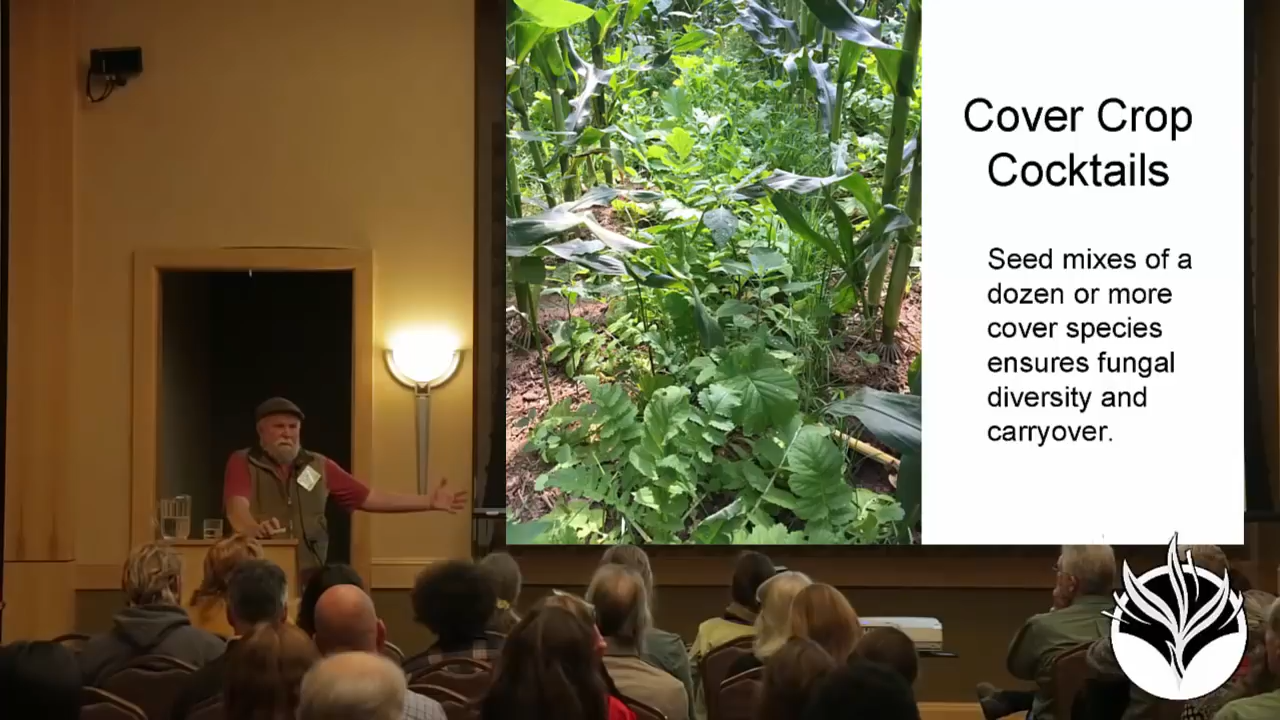 Cover Crop
Cocktails
Seed mixes of a
dozen or more
cover species
ensures fungal
diversity and
carryover.